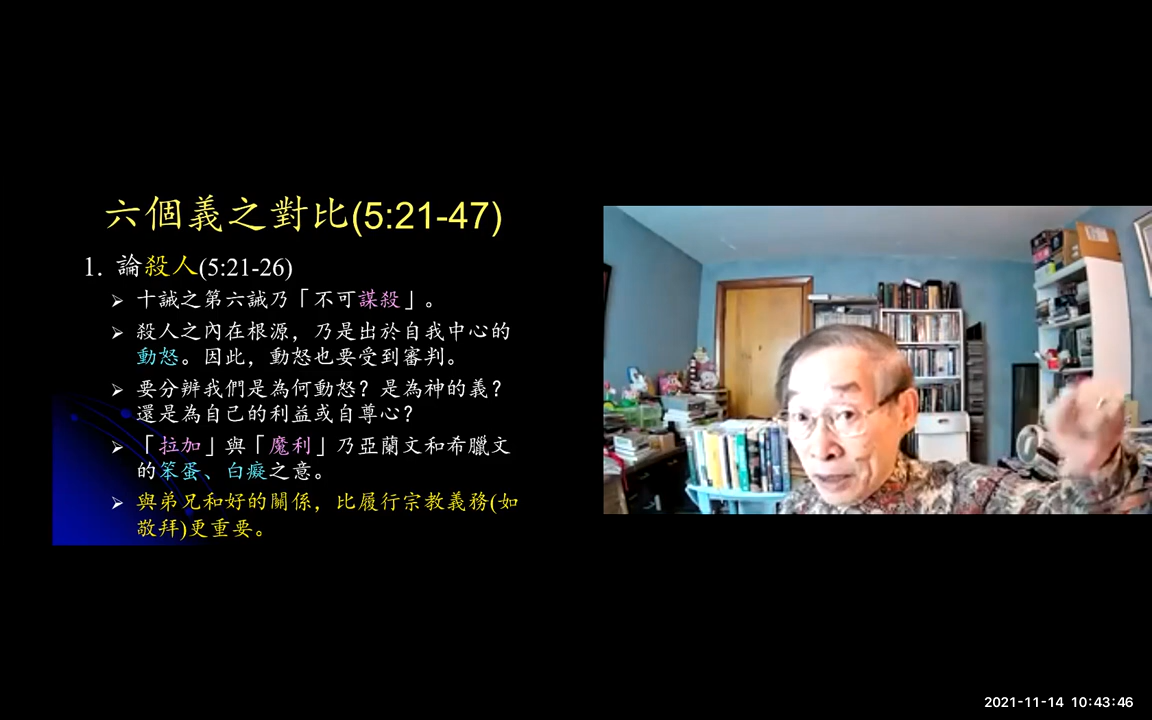 六個義之對比(5:21-47)
1. 論殺人(5:21-26)
➢ 十誡之第六誡乃「不可謀殺」。
➢ 殺人之內在根源，乃是出於自我中心的
動怒。因此，動怒也要受到審判。
➢ 要分辨我們是為何動怒？是為神的義？
還是為自己的利益或自尊心？
➢ 「拉加」與「魔利」乃亞蘭文和希臘文
的笨蛋、白癡之意。
➢ 與弟兄和好的關係，比履行宗教義務(如
敬拜)更重要。
2021-11-14 10:43:46